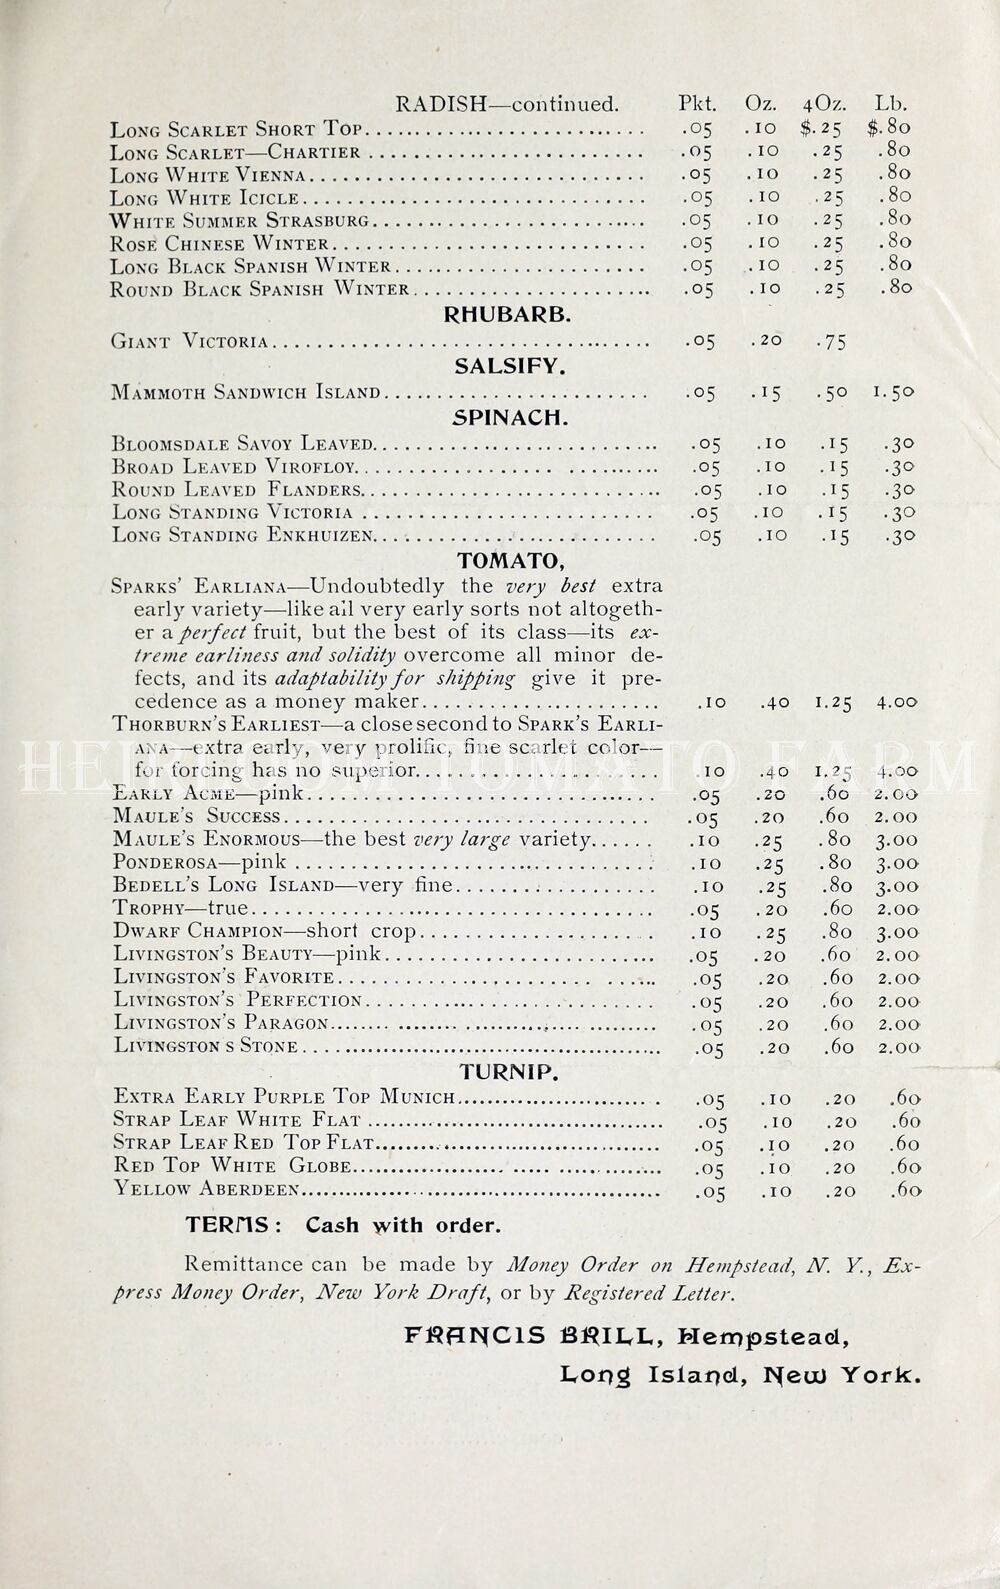 RADISH—continued. Pkt. Oz. 4Oz. Lb.
Long Scarlet Short Top .05 .10 $.25 $.80
Long Scarlet—Chartier .05 .10 .25 .80
Long White Vienna .05 .10 .25 .80
Long White Icicle .05 .10 .25 .80
White Summer Strasburg .05 .10 .25 .80
Rose Chinese Winter .05 .10 .25 .80
Long Black Spanish Winter .05 .10 .25 .80
Round Black Spanish Winter .05 .10 .25 .80
RHUBARB.
Giant Victoria .05 .20 .75
SALSIFY.
Mammoth Sandwich Island .05 .15 .50 1.50
SPINACH.
Bloomsdale Savoy Leaved .05 .10 .15 .30
Broad Leaved Virofloy .05 .10 .15 .30
Round Leaved Flanders .05 .10 .15 .30
Long Standing Victoria .05 .10 .15 .30
Long Standing Enkhuizen .05 .10 .15 .30
TOMATO,
Sparks' Earliana—Undoubtedly the very best extra
early variety—like all very early sorts not altogeth-
er a perfect fruit, but the best of its class—its ex-
treme earliness and solidity overcome all minor de-
fects, and its adaptability for shipping give it pre-
cedence as a money maker .10 .40 1.25 4.00
Thorburn's Earliest—a close second to Spark's Earli-
ana—extra early, very prolific, fine scarlet color—
HEIRLOOM TOMATO FARM
for forcing has no superior .10 .40 1.25 4.00
Early Acme—pink .05 .20 .60 2.00
Maule's Success .05 .20 .60 2.00
Maule's Enormous—the best very large variety .10 .25 .80 3.00
Ponderosa—pink .10 .25 .80 3.00
Bedell's Long Island—very fine .10 .25 .80 3.00
Trophy—true .05 .20 .60 2.00
Dwarf Champion—short crop .10 .25 .80 3.00
Livingston's Beauty—pink .05 .20 .60 2.00
Livingston's Favorite .05 .20 .60 2.00
Livingston's Perfection .05 .20 .60 2.00
Livingston's Paragon .05 .20 .60 2.00
Livingston s Stone .05 .20 .60 2.00
TURNIP.
Extra Early Purple Top Munich .05 .10 .20 .60
Strap Leaf White Flat .05 .10 .20 .60
Strap Leaf Red Top Flat .05 .10 .20 .60
Red Top White Globe .05 .10 .20 .60
Yellow Aberdeen .05 .10 .20 .60
TERMS: Cash with order.
Remittance can be made by Money Order on Hempstead, N. Y., Ex-
press Money Order, New York Draft, or by Registered Letter.
FRANCIS BRILL, Hempstead,
Long Island, New York.